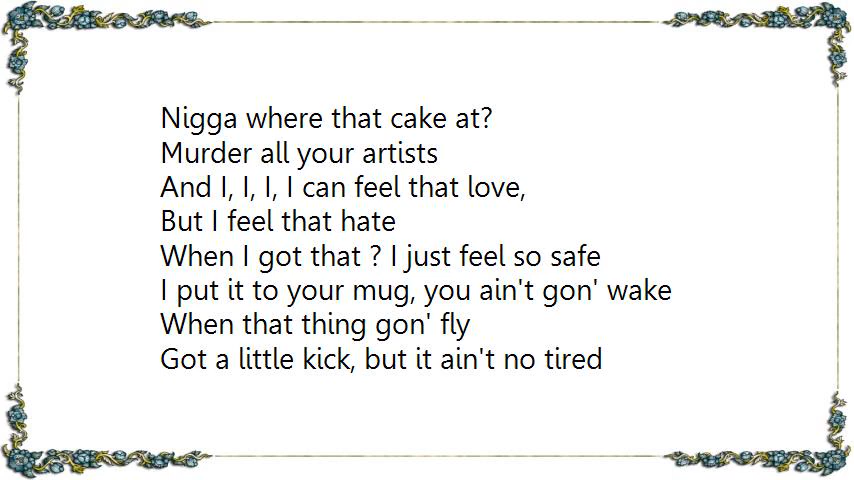 Nigga where that cake at?
Murder all your artists
And I, I, I, I can feel that love,
But I feel that hate
When I got that ? I just feel so safe
I put it to your mug, you ain't gon' wake
When that thing gon' fly
Got a little kick, but it ain't no tired